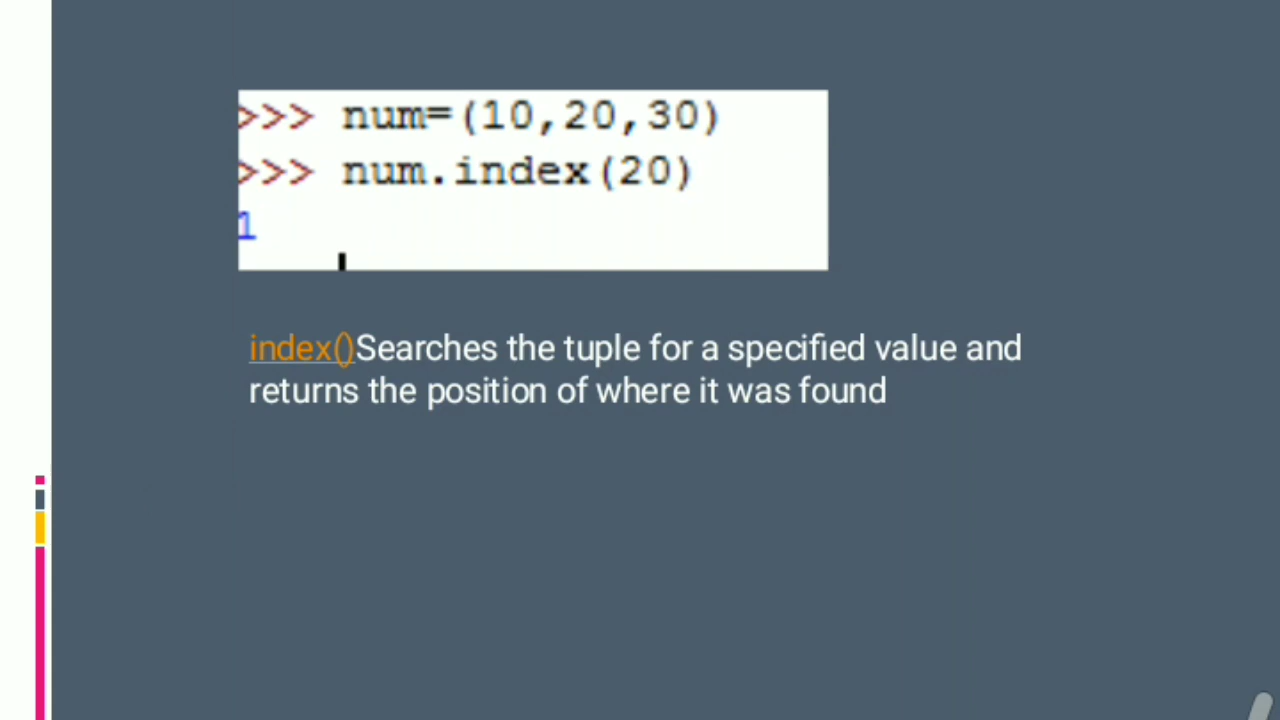 >>> num=(10,20,30)
>>> num.index(20)
1
index()Searches the tuple for a specified value and
returns the position of where it was found